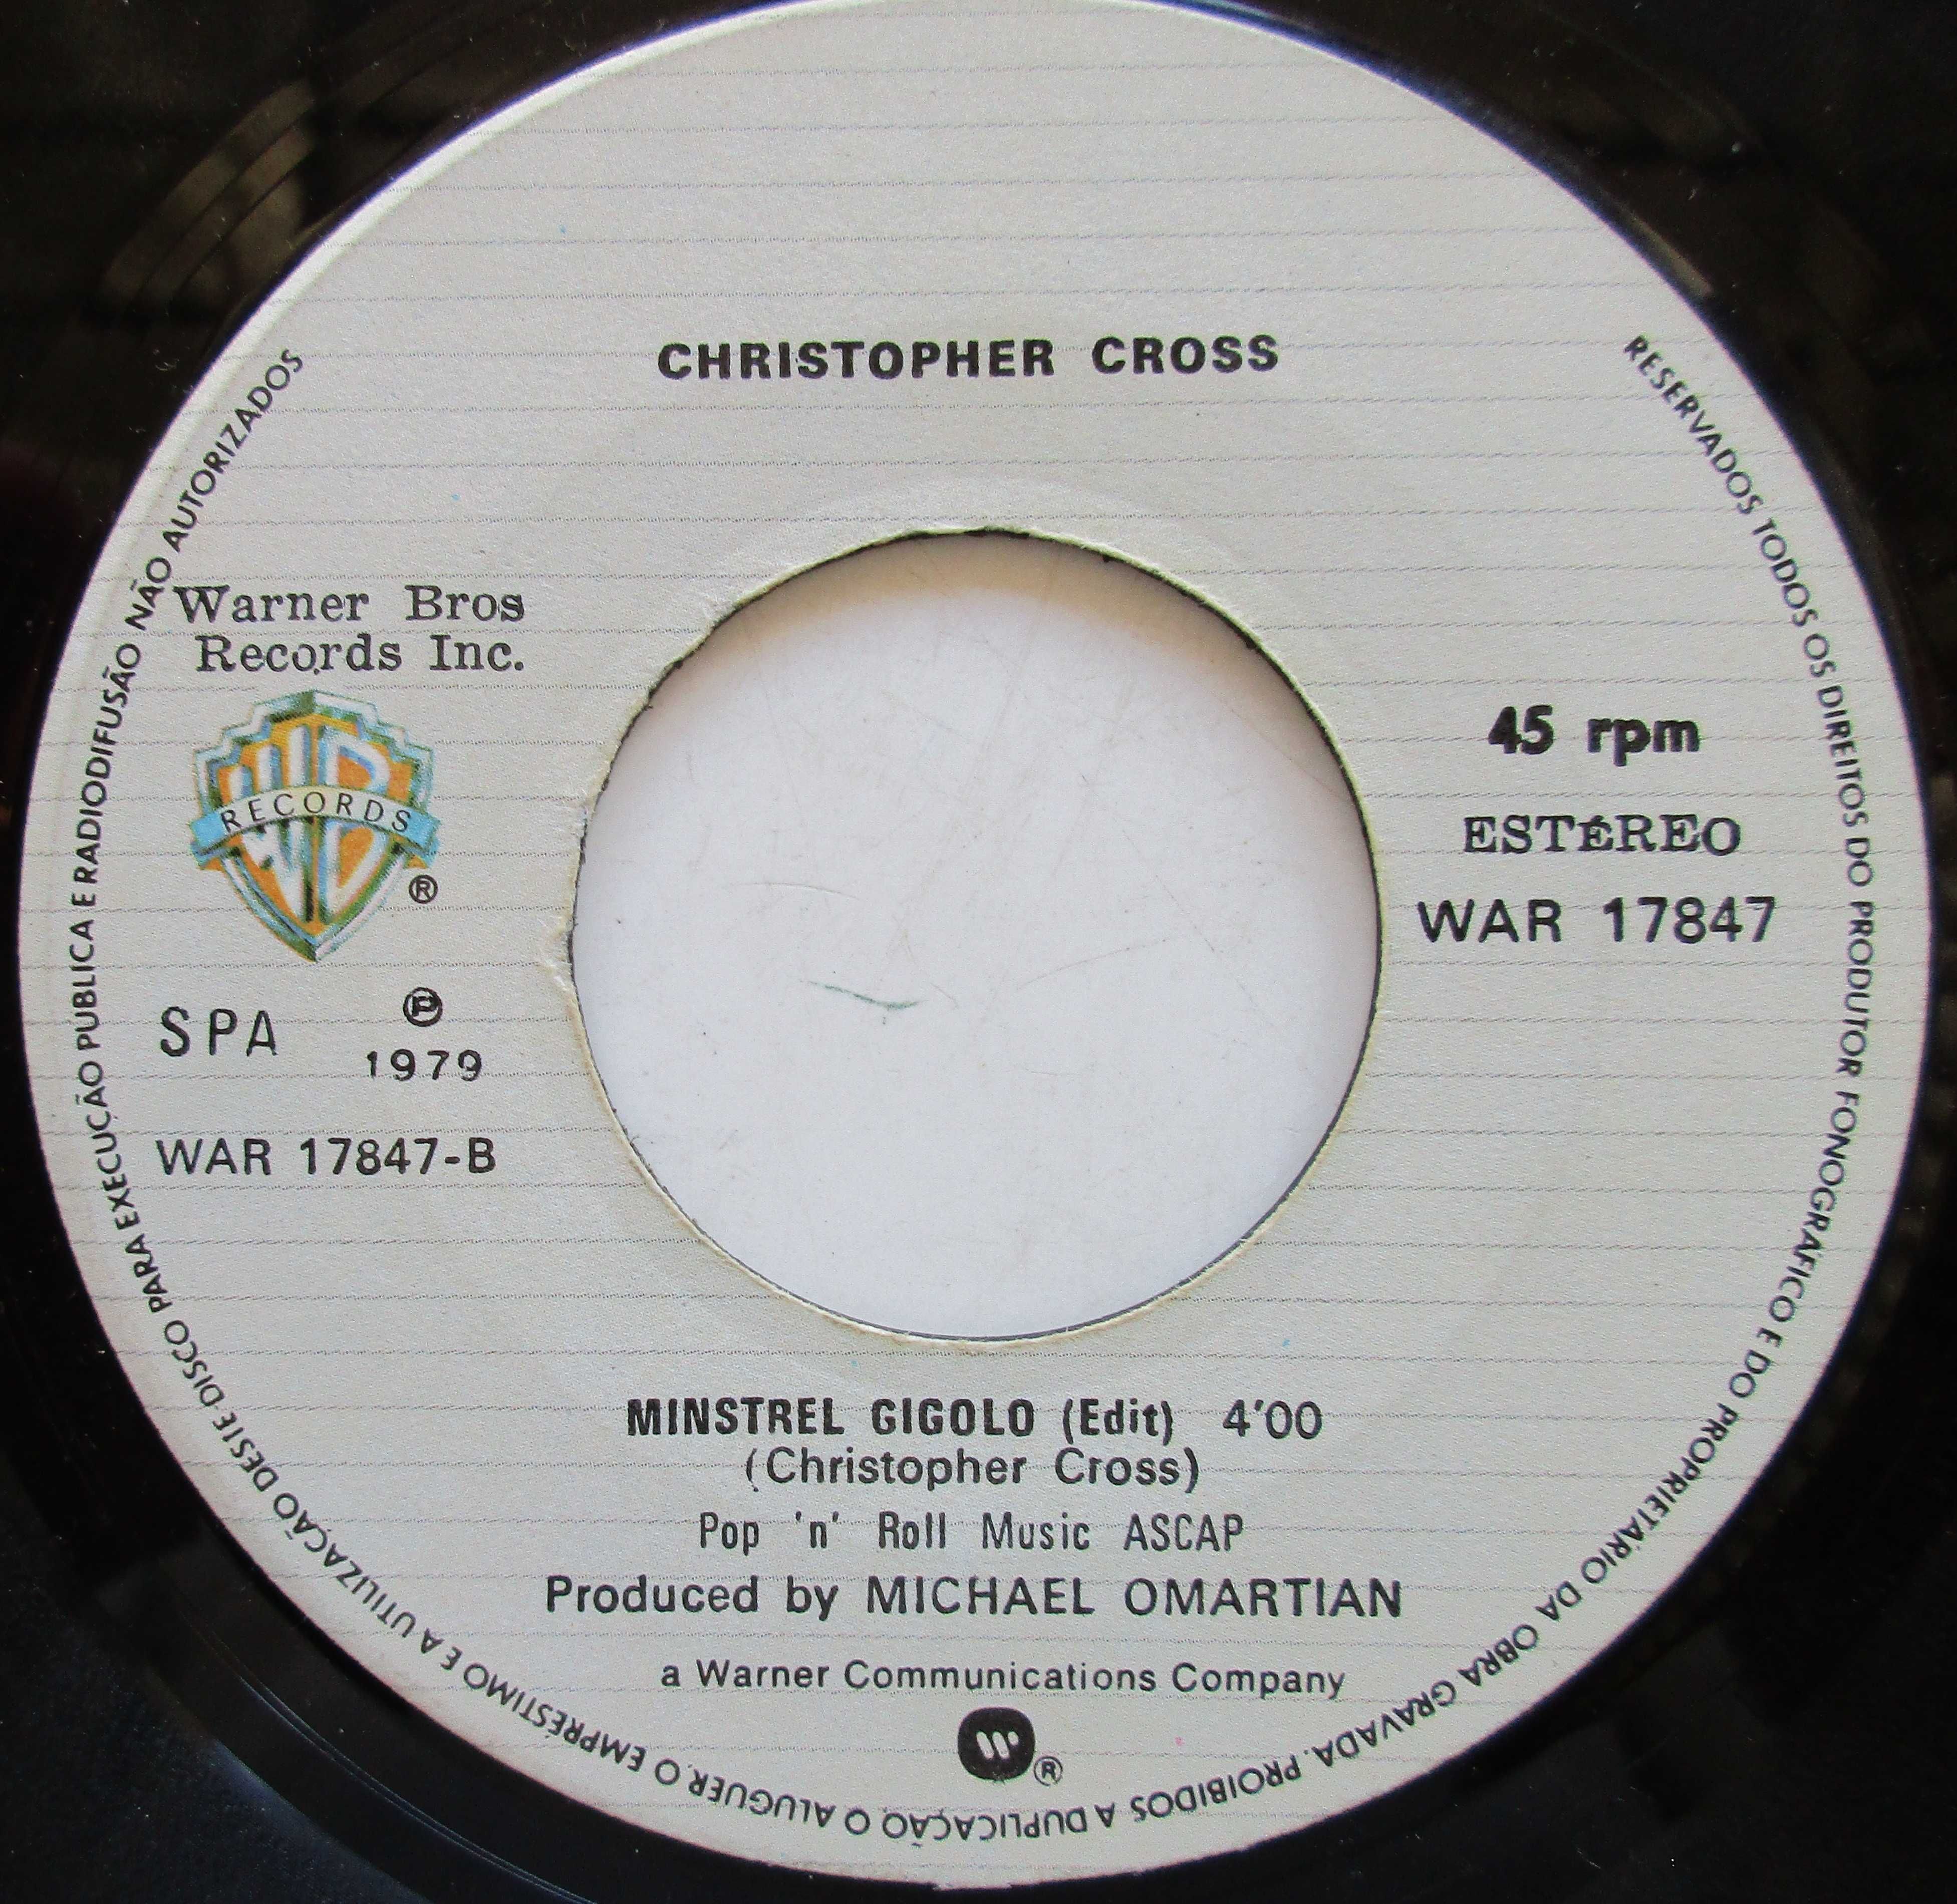 CHRISTOPHER CROSS
Warner Bros
Records Inc.
WB
RECORDS
®
SPA
℗
1979
WAR 17847-B
45 rpm
ESTÉREO
WAR 17847
MINSTREL GIGOLO (Edit) 4'00
(Christopher Cross)
Pop 'n' Roll Music ASCAP
Produced by MICHAEL OMARTIAN
a Warner Communications Company
W ®
RESERVADOS TODOS OS DIREITOS DO PRODUTOR FONOGRÁFICO E DO PROPRIETÁRIO DA OBRA GRAVADA. PROIBIDOS A DUPLICAÇÃO O ALUGUER, O EMPRÉSTIMO E A UTILIZAÇÃO DESTE DISCO PARA EXECUÇÃO PUBLICA E RADIODIFUSÃO NÃO AUTORIZADOS